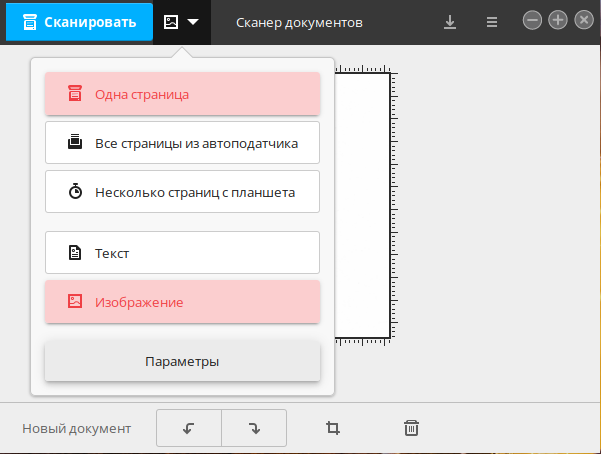 Сканировать
Сканер документов
Одна страница
Все страницы из автоподатчика
Несколько страниц с планшета
Текст
Изображение
Параметры
Новый документ